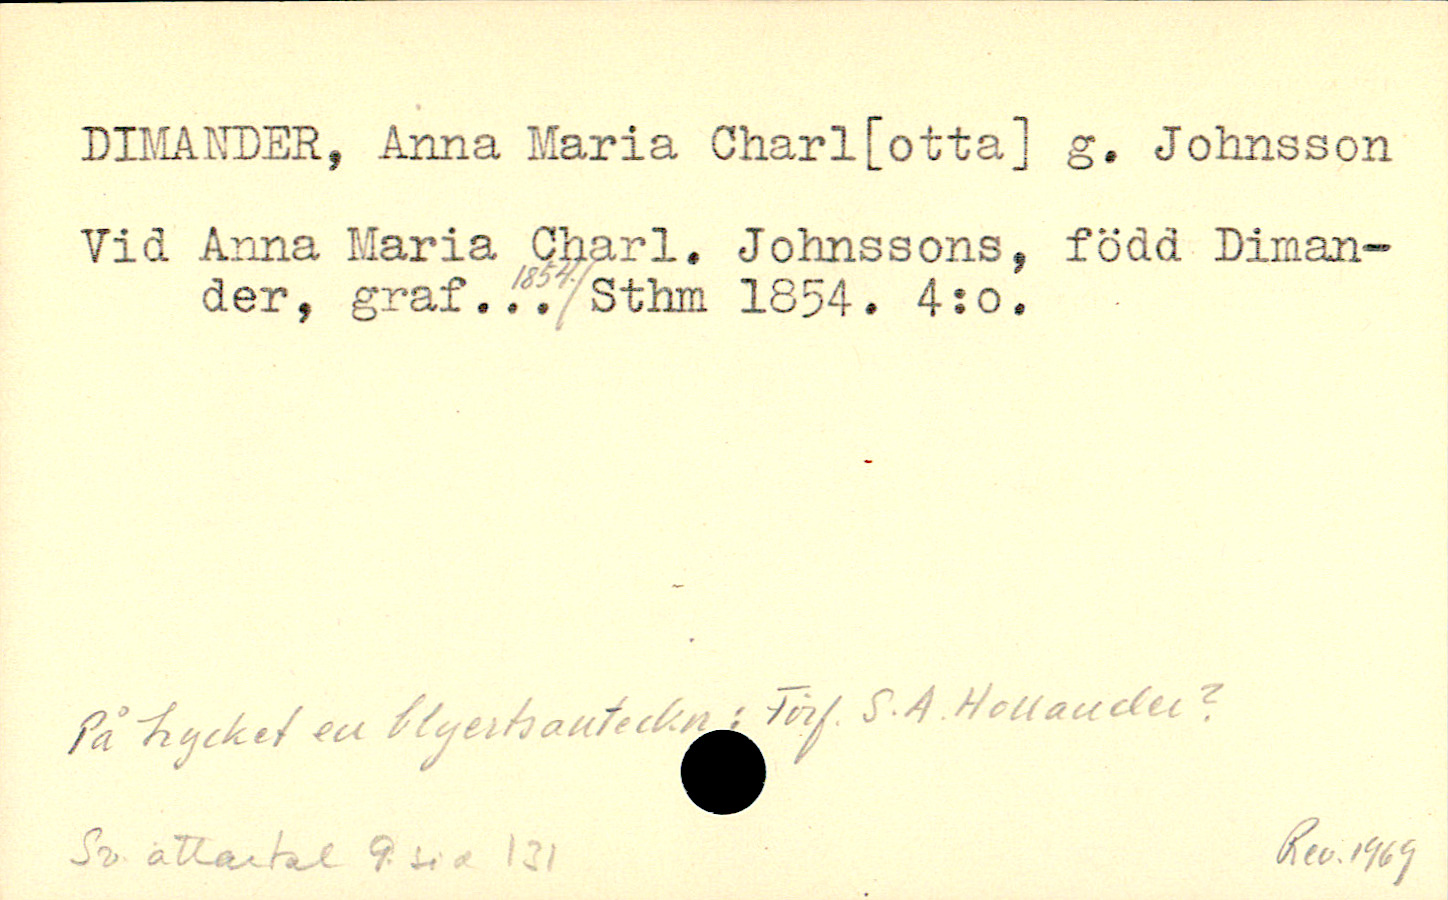 DIMANDER, Anna Maria Charl[otta] g. Johnsson
Vid Anna Maria Charl. Johnssons, född Diman-
der, graf... 1854./ Sthm 1854. 4:o.
På trycket en blyertsanteckn: Förf. S.A. Hollander?
Sv. ättartal 9. sid 131
Rev. 1969